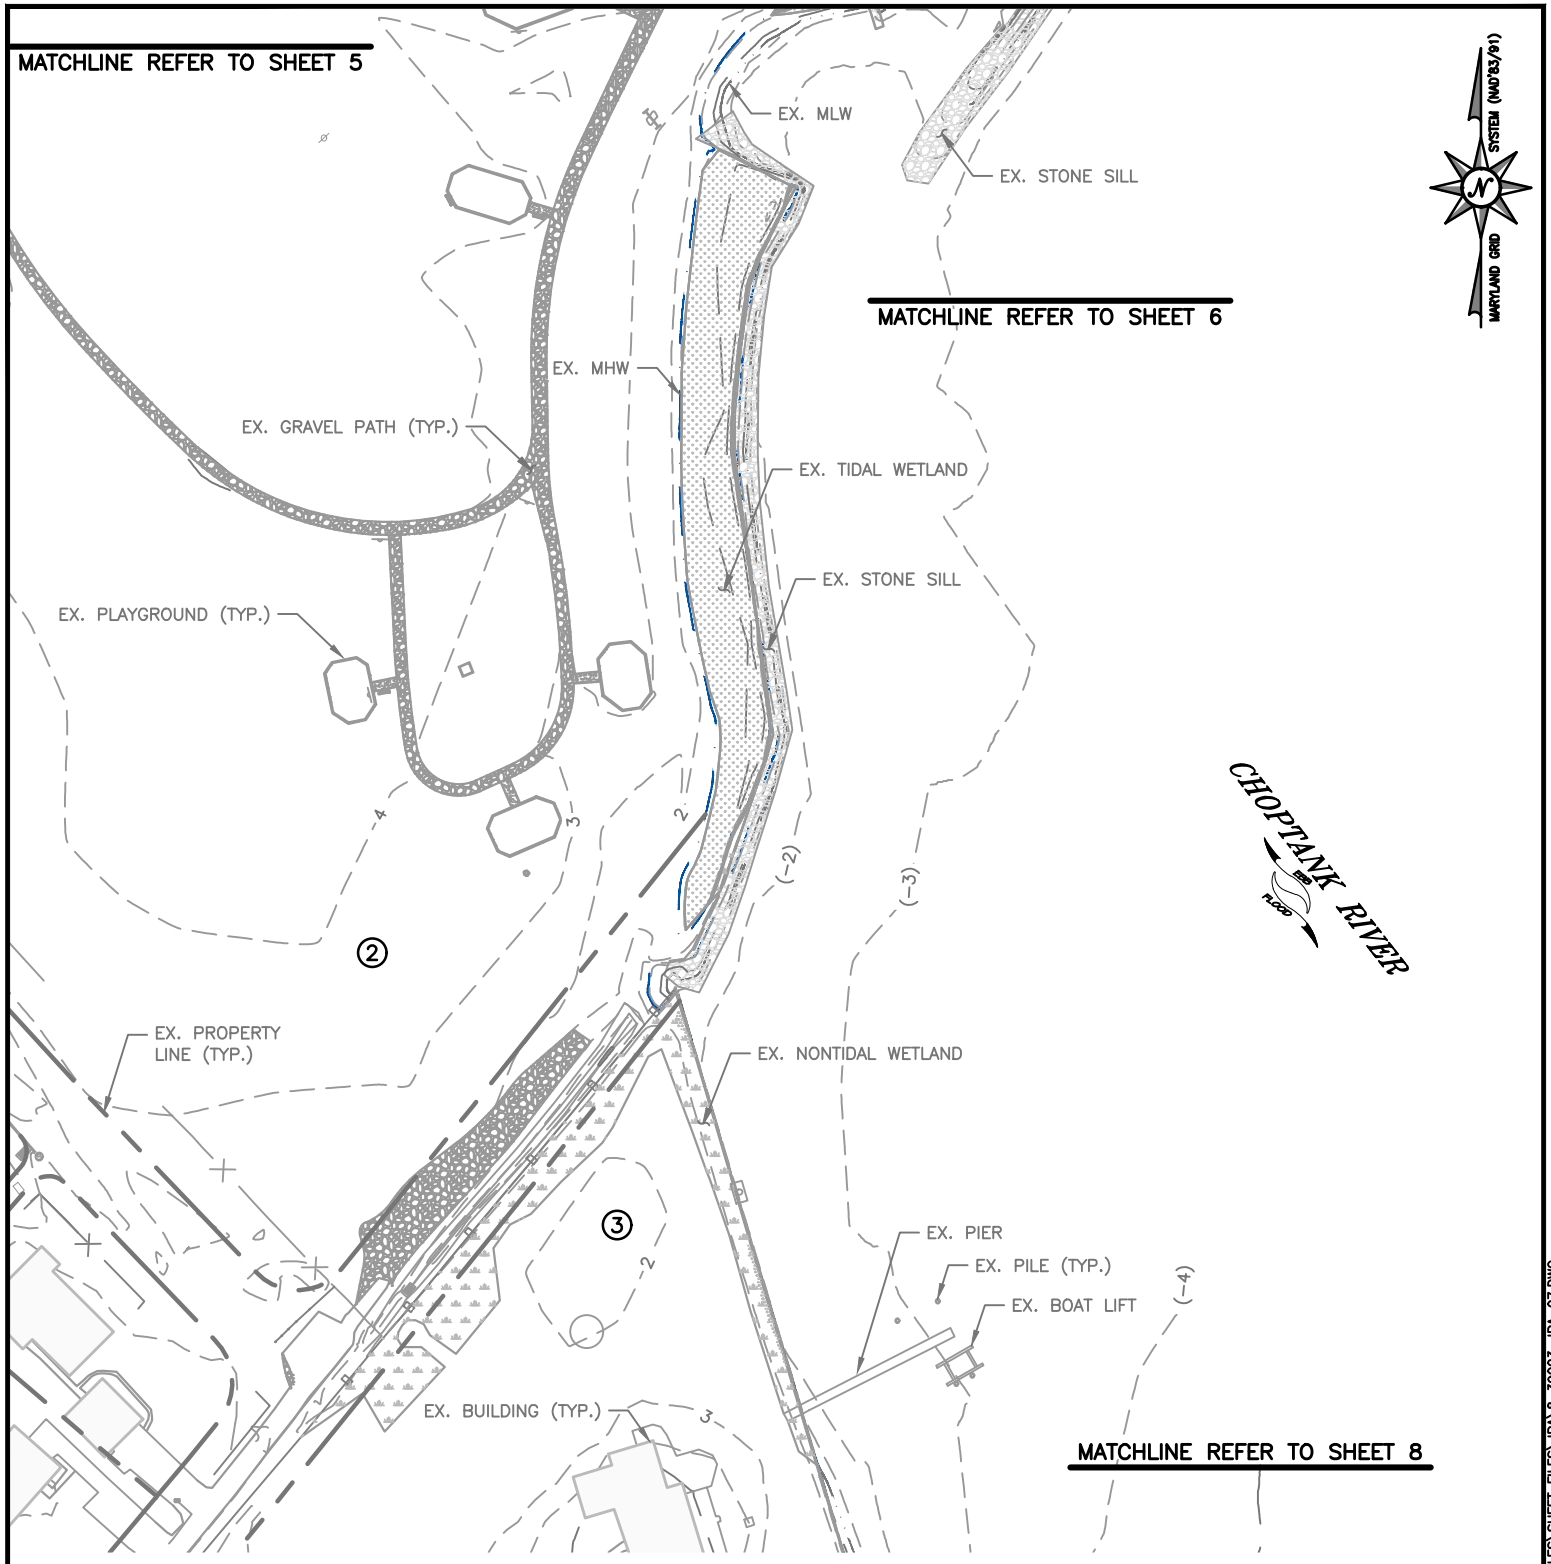 MATCHLINE REFER TO SHEET 5
EX. MLW
EX. STONE SILL
SYSTEM (NAD'83/91)
N
MARYLAND GRID
MATCHLINE REFER TO SHEET 6
EX. MHW
EX. GRAVEL PATH (TYP.)
EX. TIDAL WETLAND
EX. STONE SILL
EX. PLAYGROUND (TYP.)
4
3
2
(-2)
(-3)
CHOPTANK RIVER
EBB
FLOOD
2
EX. PROPERTY
LINE (TYP.)
EX. NONTIDAL WETLAND
3
2
EX. PIER
EX. PILE (TYP.)
EX. BOAT LIFT
(-4)
EX. BUILDING (TYP.)
3
MATCHLINE REFER TO SHEET 8